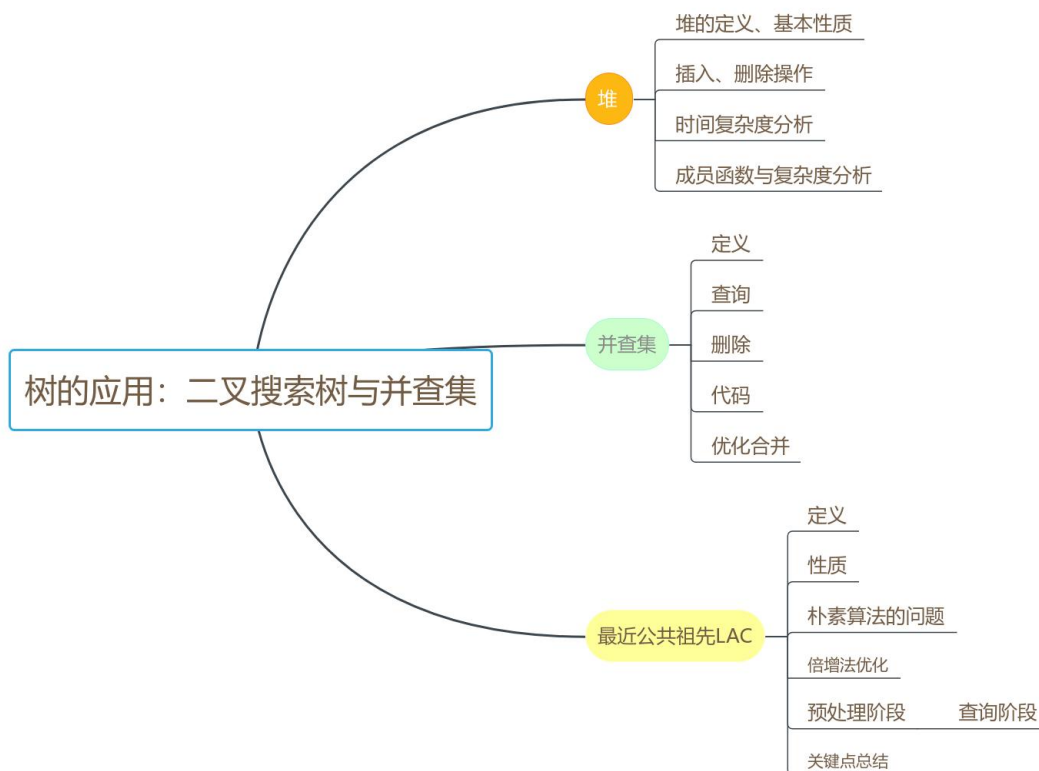 树的应用：二叉搜索树与并查集
堆
堆的定义、基本性质
插入、删除操作
时间复杂度分析
成员函数与复杂度分析
并查集
定义
查询
删除
代码
优化合并
最近公共祖先LAC
定义
性质
朴素算法的问题
倍增法优化
预处理阶段
查询阶段
关键点总结